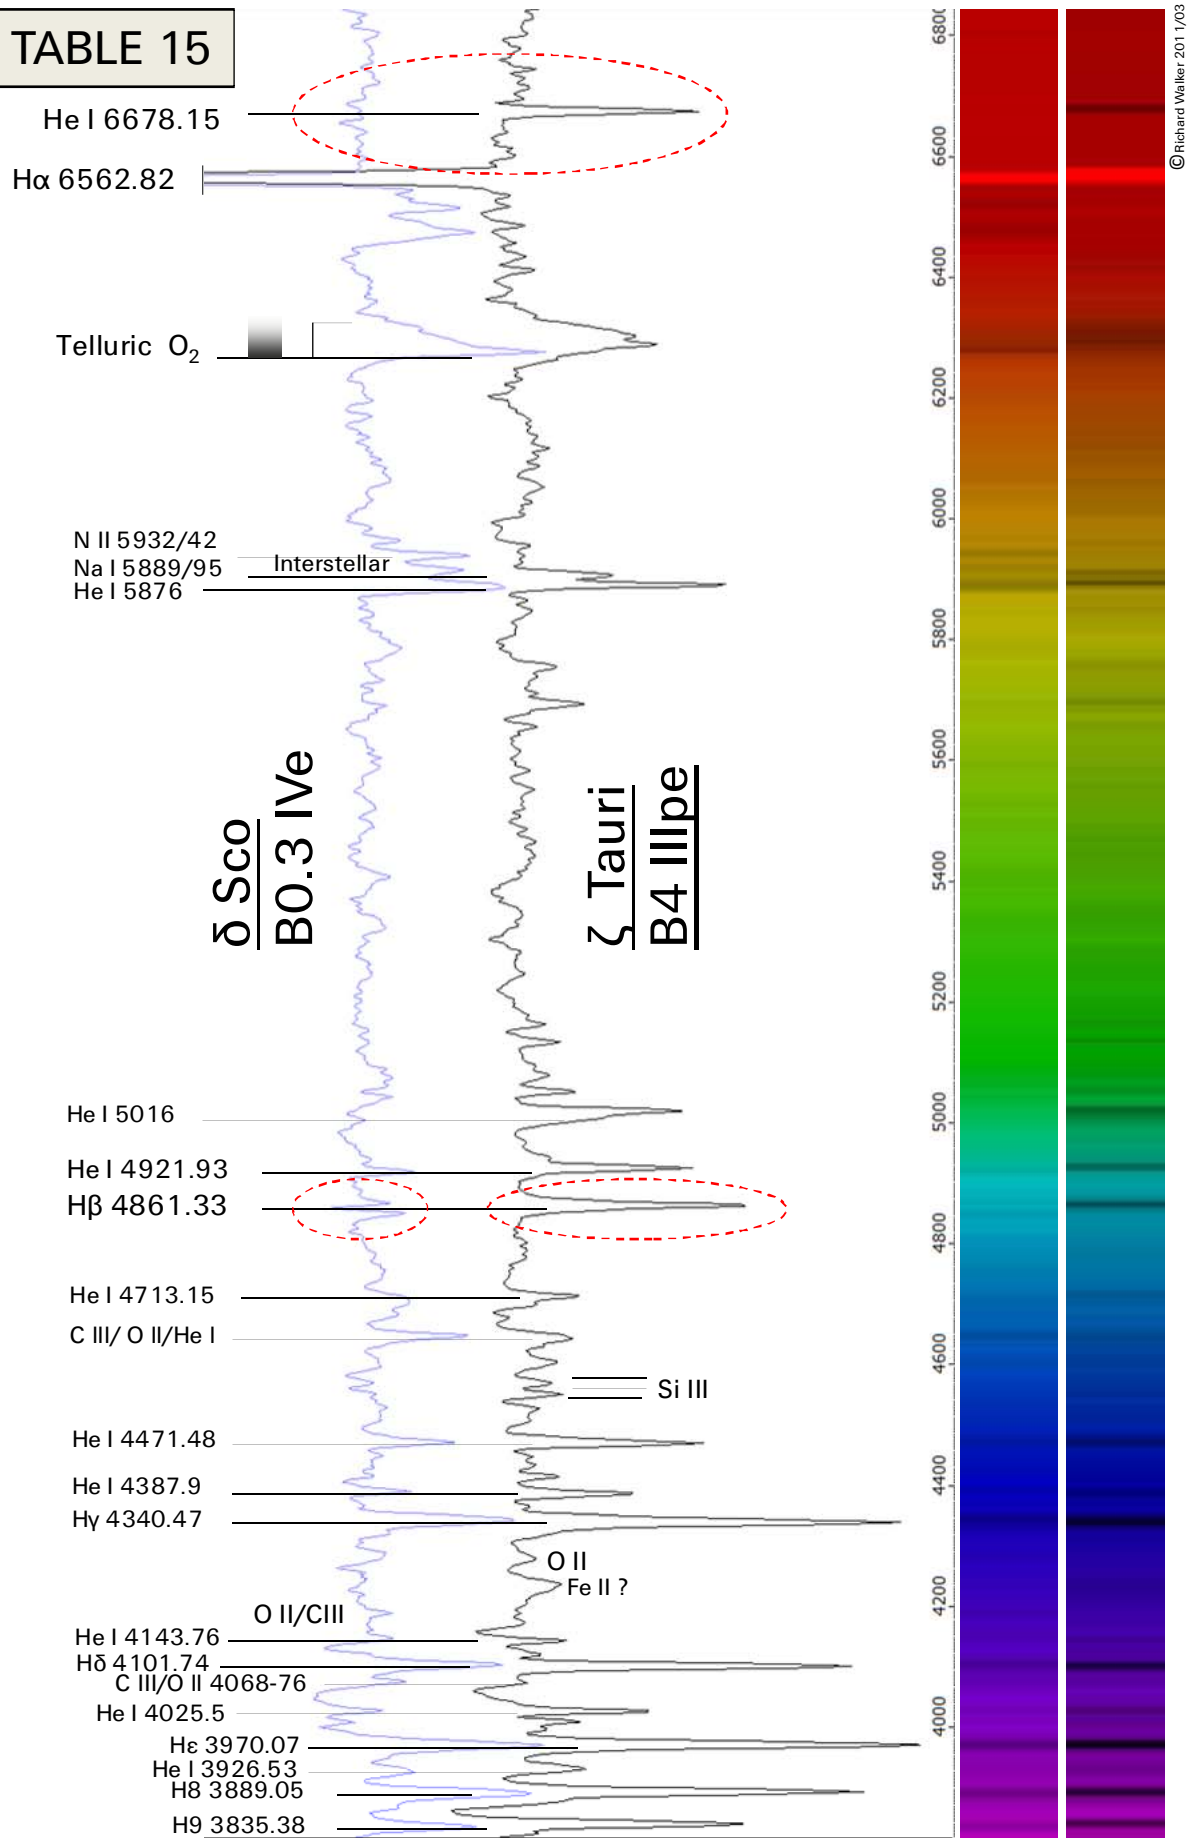 TABLE 15
©Richard Walker 2011/03
He I 6678.15
Hα 6562.82
Telluric O₂
N II 5932/42
Na I 5889/95
Interstellar
He I 5876
δ Sco
B0.3 IVe
ζ Tauri
B4 IIIpe
He I 5016
He I 4921.93
Hβ 4861.33
He I 4713.15
C III/ O II/He I
Si III
He I 4471.48
He I 4387.9
Hγ 4340.47
O II
Fe II ?
O II/CIII
He I 4143.76
Hδ 4101.74
C III/O II 4068-76
He I 4025.5
Hε 3970.07
He I 3926.53
H8 3889.05
H9 3835.38
6800
6600
6400
6200
6000
5800
5600
5400
5200
5000
4800
4600
4400
4200
4000